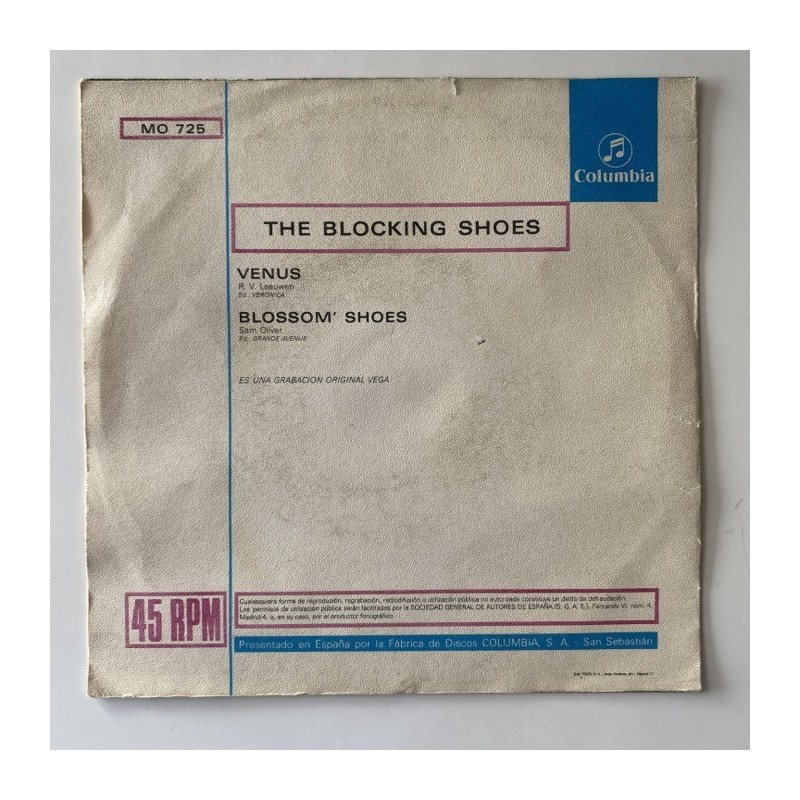 MO 725
Columbia
THE BLOCKING SHOES
VENUS
R. V. Leeuwen
Ed.: VERONICA
BLOSSOM' SHOES
Sam Oliver
Ed.: GRANDE AVENUE
ES UNA GRABACION ORIGINAL VEGA
45 RPM
Cualesquiera forma de reproducción, regrabación, radiodifusión o utilización pública no autorizada constituye un delito de defraudación.
Los permisos de utilización pública serán facilitados por la SOCIEDAD GENERAL DE AUTORES DE ESPAÑA (S. G. A. E.), Fernando VI, núm. 4,
Madrid-4, o, en su caso, por el productor fonográfico.
Presentado en España por la Fábrica de Discos COLUMBIA, S. A. - San Sebastián